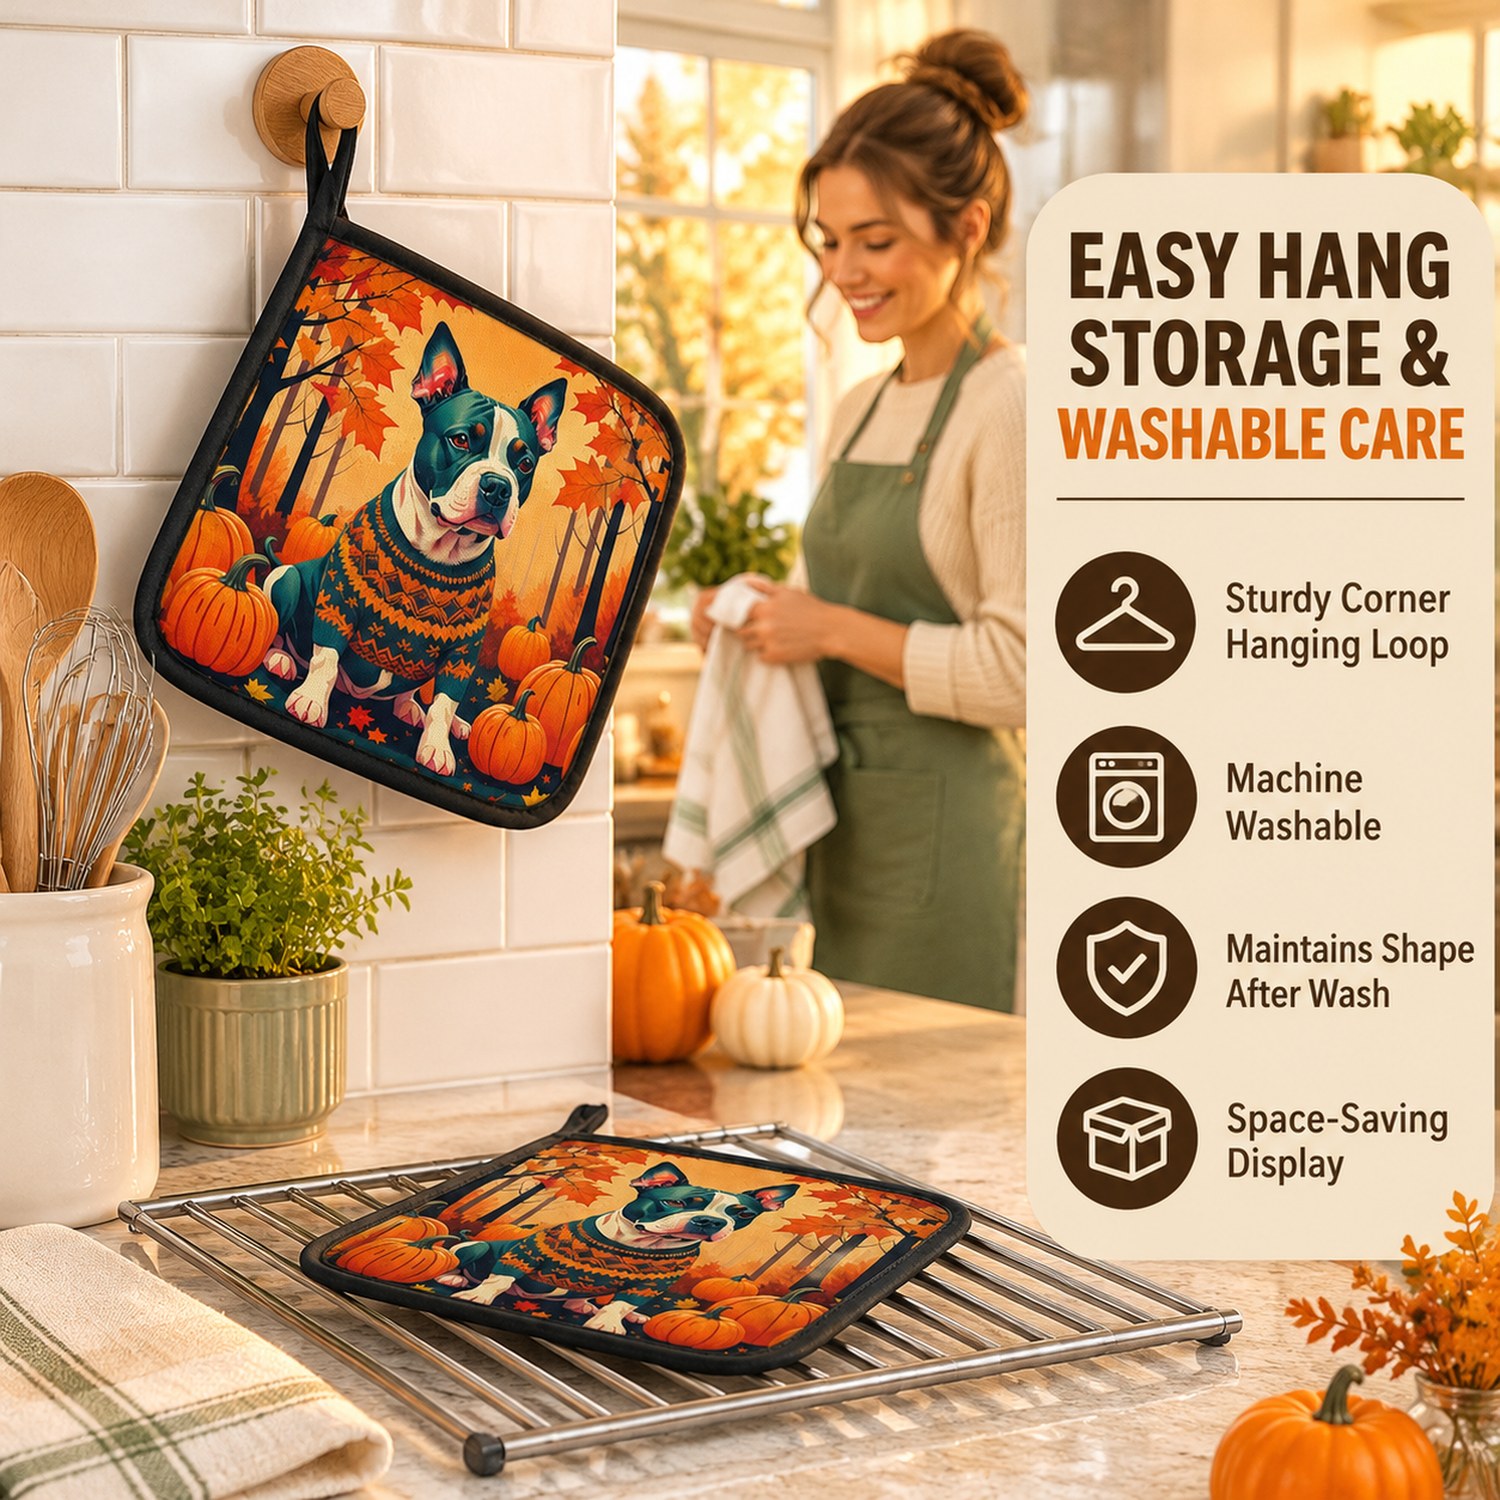 EASY HANG
STORAGE &
WASHABLE CARE
Sturdy Corner
Hanging Loop
Machine
Washable
Maintains Shape
After Wash
Space-Saving
Display